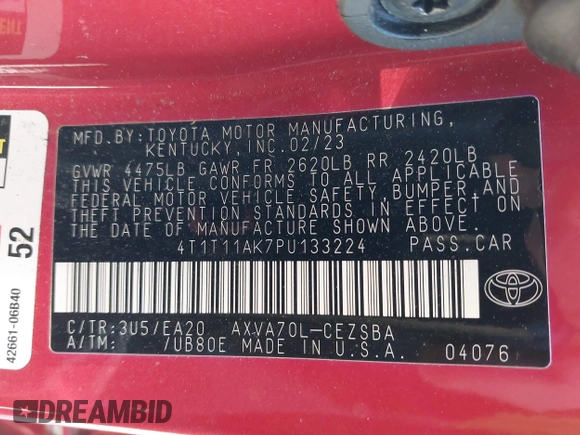 MFD.BY:TOYOTA MOTOR MANUFACTURING,
KENTUCKY,INC.02/23
GVWR 4475LB GAWR FR 2620LB RR 2420LB
THIS VEHICLE CONFORMS TO ALL APPLICABLE
FEDERAL MOTOR VEHICLE SAFETY,BUMPER,AND
THEFT PREVENTION STANDARDS IN EFFECT ON
THE DATE OF MANUFACTURE SHOWN ABOVE.
4T1T11AK7PU133224 PASS.CAR
C/TR:3U5/EA20 AXVA70L-CEZSBA
A/TM: /UB80E MADE IN U.S.A. 04076
52
42661-06B40
DREAMBID